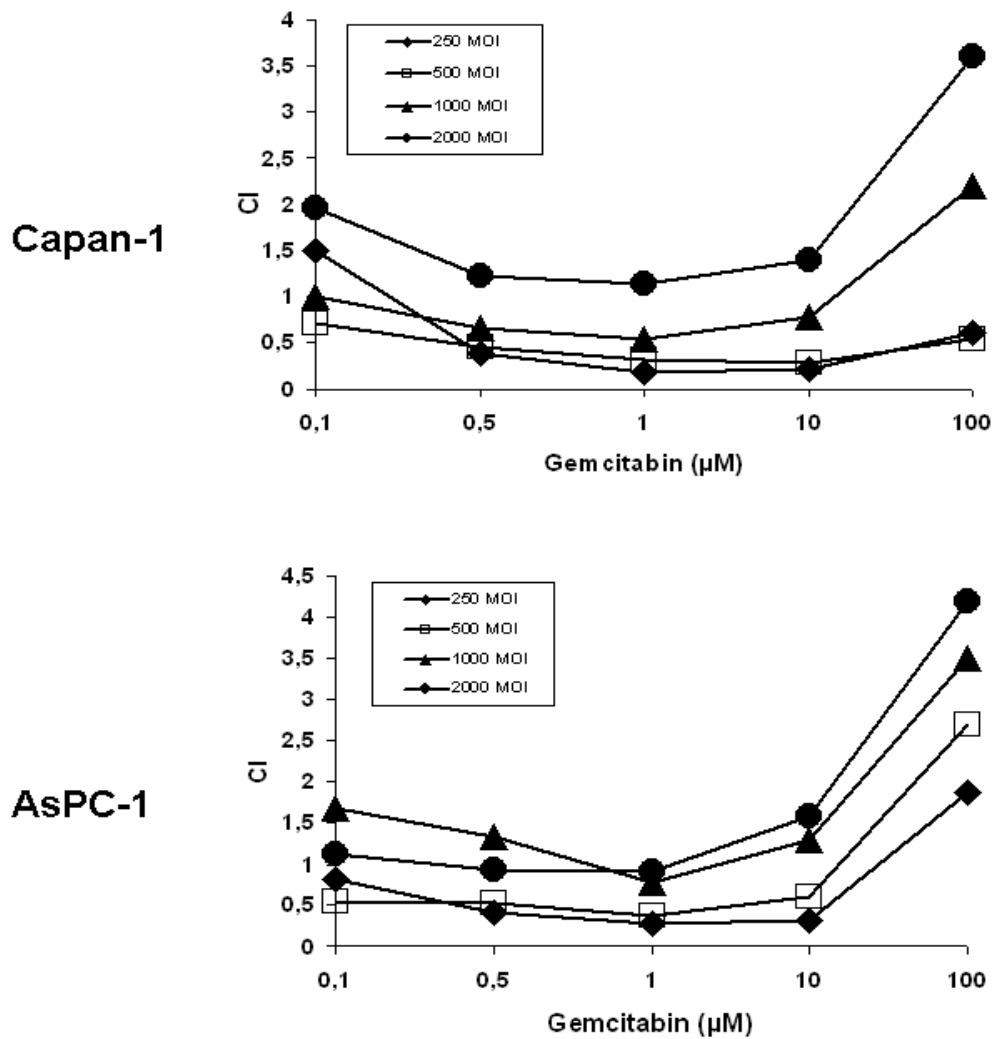 Capan-1
CI
4
3,5
3
2,5
2
1,5
1
0,5
0
250 MOI
500 MOI
1000 MOI
2000 MOI
0,1 0,5 1 10 100
Gemcitabin (µM)
AsPC-1
CI
4,5
4
3,5
3
2,5
2
1,5
1
0,5
0
250 MOI
500 MOI
1000 MOI
2000 MOI
0,1 0,5 1 10 100
Gemcitabin (µM)